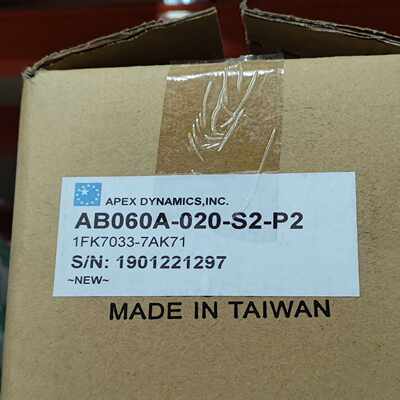 APEX DYNAMICS,INC.
AB060A-020-S2-P2
1FK7033-7AK71
S/N: 1901221297
~NEW~
MADE IN TAIWAN